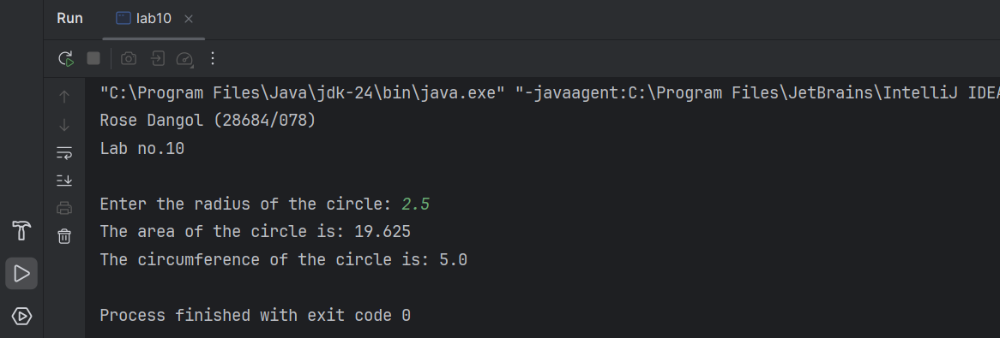 Run lab10
"C:\Program Files\Java\jdk-24\bin\java.exe" "-javaagent:C:\Program Files\JetBrains\IntelliJ IDEA
Rose Dangol (28684/078)
Lab no.10
Enter the radius of the circle: 2.5
The area of the circle is: 19.625
The circumference of the circle is: 5.0
Process finished with exit code 0